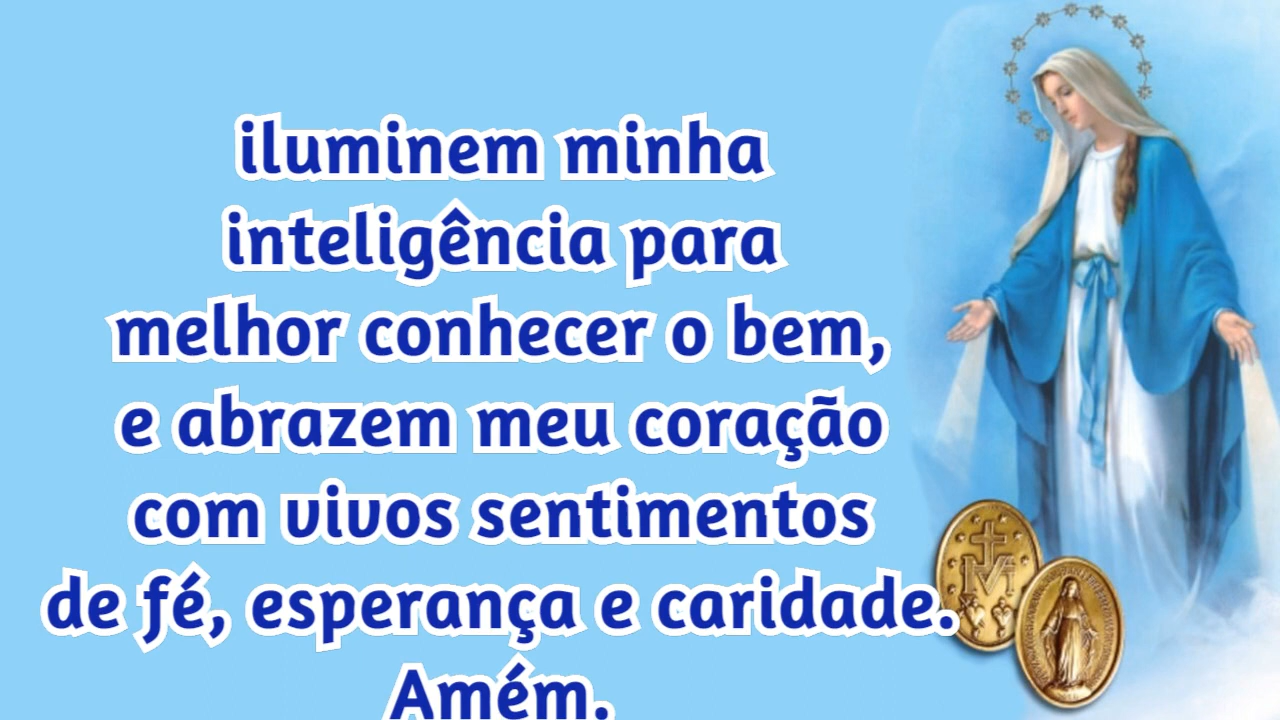 iluminem minha
inteligência para
melhor conhecer o bem,
e abrazem meu coração
com vivos sentimentos
de fé, esperança e caridade.
Amém.